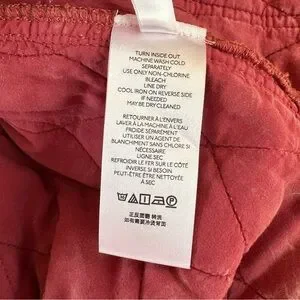 TURN INSIDE OUT
MACHINE WASH COLD
SEPARATELY
USE ONLY NON-CHLORINE
BLEACH
LINE DRY
COOL IRON ON REVERSE SIDE
IF NEEDED
MAY BE DRY CLEANED
RETOURNER À L'ENVERS
LAVER À LA MACHINE À L'EAU
FROIDE SÉPARÉMENT
UTILISER UN AGENT DE
BLANCHIMENT SANS CHLORE SI
NÉCESSAIRE
LIGNE SEC
REFROIDIR LE FER SUR LE CÔTÉ
INVERSE SI BESOIN
PEUT-ÊTRE NETTOYÉE
À SEC